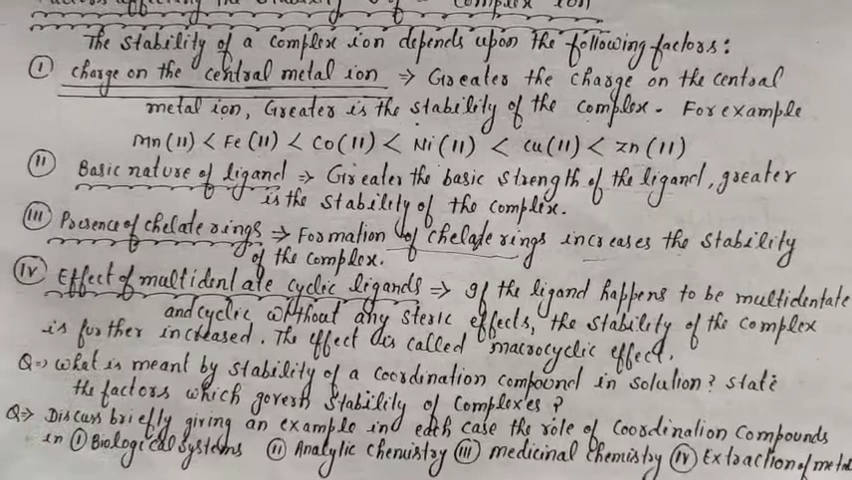 Factors affecting the Stability of a Complex ion
The Stability of a complex ion depends upon the following factors:
(I) charge on the central metal ion ⇒ Greater the charge on the central
metal ion, Greater is the stability of the complex. For example
Mn(II) < Fe(II) < Co(II) < Ni(II) < Cu(II) < Zn(II)
(II) Basic nature of ligand ⇒ Greater the basic strength of the ligand, greater
is the stability of the complex.
(III) Presence of chelate rings ⇒ Formation of chelate rings increases the stability
of the complex.
(IV) Effect of multidentate cyclic ligands ⇒ If the ligand happens to be multidentate
and cyclic without any steric effects, the stability of the complex
is further increased. The effect is called macrocyclic effect.
Q⇒ What is meant by stability of a coordination compound in solution? State
the factors which govern stability of complexes?
Q⇒ Discuss briefly giving an example in each case the role of Coordination Compounds
in (I) Biological Systems (II) Analytic chemistry (III) medicinal chemistry (IV) Extraction of metal